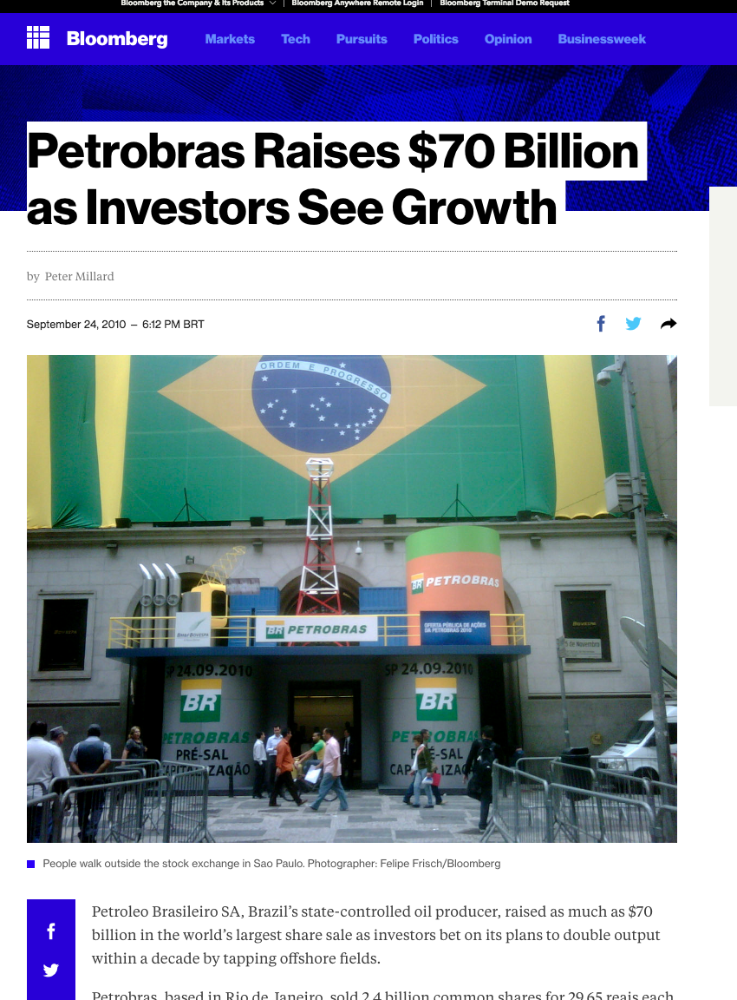 Bloomberg the Company & Its Products
Bloomberg Anywhere Remote Login
Bloomberg Terminal Demo Request
Bloomberg
Markets
Tech
Pursuits
Politics
Opinion
Businessweek
Petrobras Raises $70 Billion
as Investors See Growth
by Peter Millard
September 24, 2010 — 6:12 PM BRT
ORDEM E PROGRESSO
BR PETROBRAS
BR PETROBRAS
OFERTA PÚBLICA DE AÇÕES
DA PETROBRAS 2010
de Novembro
SP 24.09.2010
BR
PETROBRAS
PRÉ-SAL
CAPITALIZAÇÃO
SP 24.09.2010
BR
PETROBRAS
PRÉ-SAL
CAPITALIZAÇÃO
People walk outside the stock exchange in Sao Paulo. Photographer: Felipe Frisch/Bloomberg
Petroleo Brasileiro SA, Brazil’s state-controlled oil producer, raised as much as $70
billion in the world’s largest share sale as investors bet on its plans to double output
within a decade by tapping offshore fields.
Petrobras, based in Rio de Janeiro, sold 2.4 billion common shares for 29.65 reais each